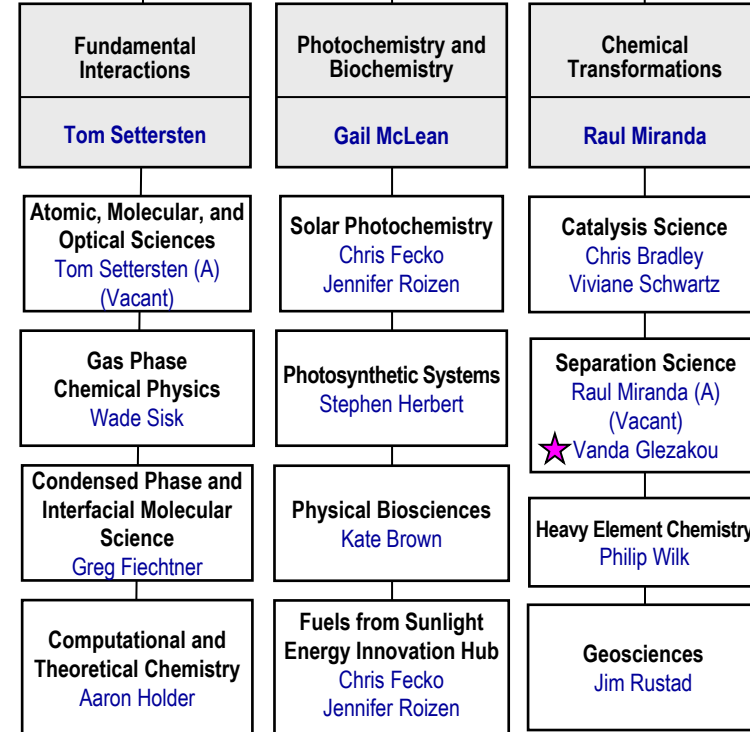 Fundamental
Interactions
Tom Settersten
Atomic, Molecular, and
Optical Sciences
Tom Settersten (A)
(Vacant)
Gas Phase
Chemical Physics
Wade Sisk
Condensed Phase and
Interfacial Molecular
Science
Greg Fiechtner
Computational and
Theoretical Chemistry
Aaron Holder
Photochemistry and
Biochemistry
Gail McLean
Solar Photochemistry
Chris Fecko
Jennifer Roizen
Photosynthetic Systems
Stephen Herbert
Physical Biosciences
Kate Brown
Fuels from Sunlight
Energy Innovation Hub
Chris Fecko
Jennifer Roizen
Chemical
Transformations
Raul Miranda
Catalysis Science
Chris Bradley
Viviane Schwartz
Separation Science
Raul Miranda (A)
(Vacant)
Vanda Glezakou
Heavy Element Chemistry
Philip Wilk
Geosciences
Jim Rustad